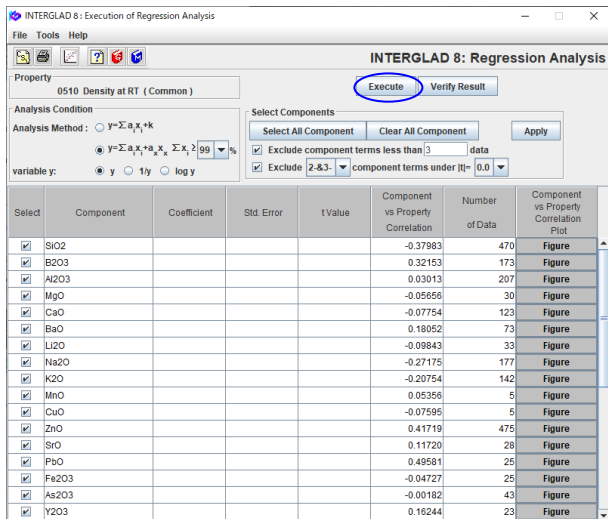 INTERGLAD 8 : Execution of Regression Analysis
File Tools Help
INTERGLAD 8: Regression Analysis
Property
0510 Density at RT ( Common )
Execute Verify Result
Analysis Condition
Analysis Method : y=Σaixi+k
y=Σaixi+axxx Σxi ≥ 99 %
variable y: y 1/y log y
Select Components
Select All Component Clear All Component Apply
Exclude component terms less than 3 data
Exclude 2-&3- component terms under |t|= 0.0
Select Component Coefficient Std. Error t Value Component vs Property Correlation Number of Data Component vs Property Correlation Plot
SiO2 -0.37983 470 Figure
B2O3 0.32153 173 Figure
Al2O3 0.03013 207 Figure
MgO -0.05656 30 Figure
CaO -0.07754 123 Figure
BaO 0.18052 73 Figure
Li2O -0.09843 33 Figure
Na2O -0.27175 177 Figure
K2O -0.20754 142 Figure
MnO 0.05356 5 Figure
CuO -0.07595 5 Figure
ZnO 0.41719 475 Figure
SrO 0.11720 28 Figure
PbO 0.49581 25 Figure
Fe2O3 -0.04727 25 Figure
As2O3 -0.00182 43 Figure
Y2O3 0.16244 23 Figure